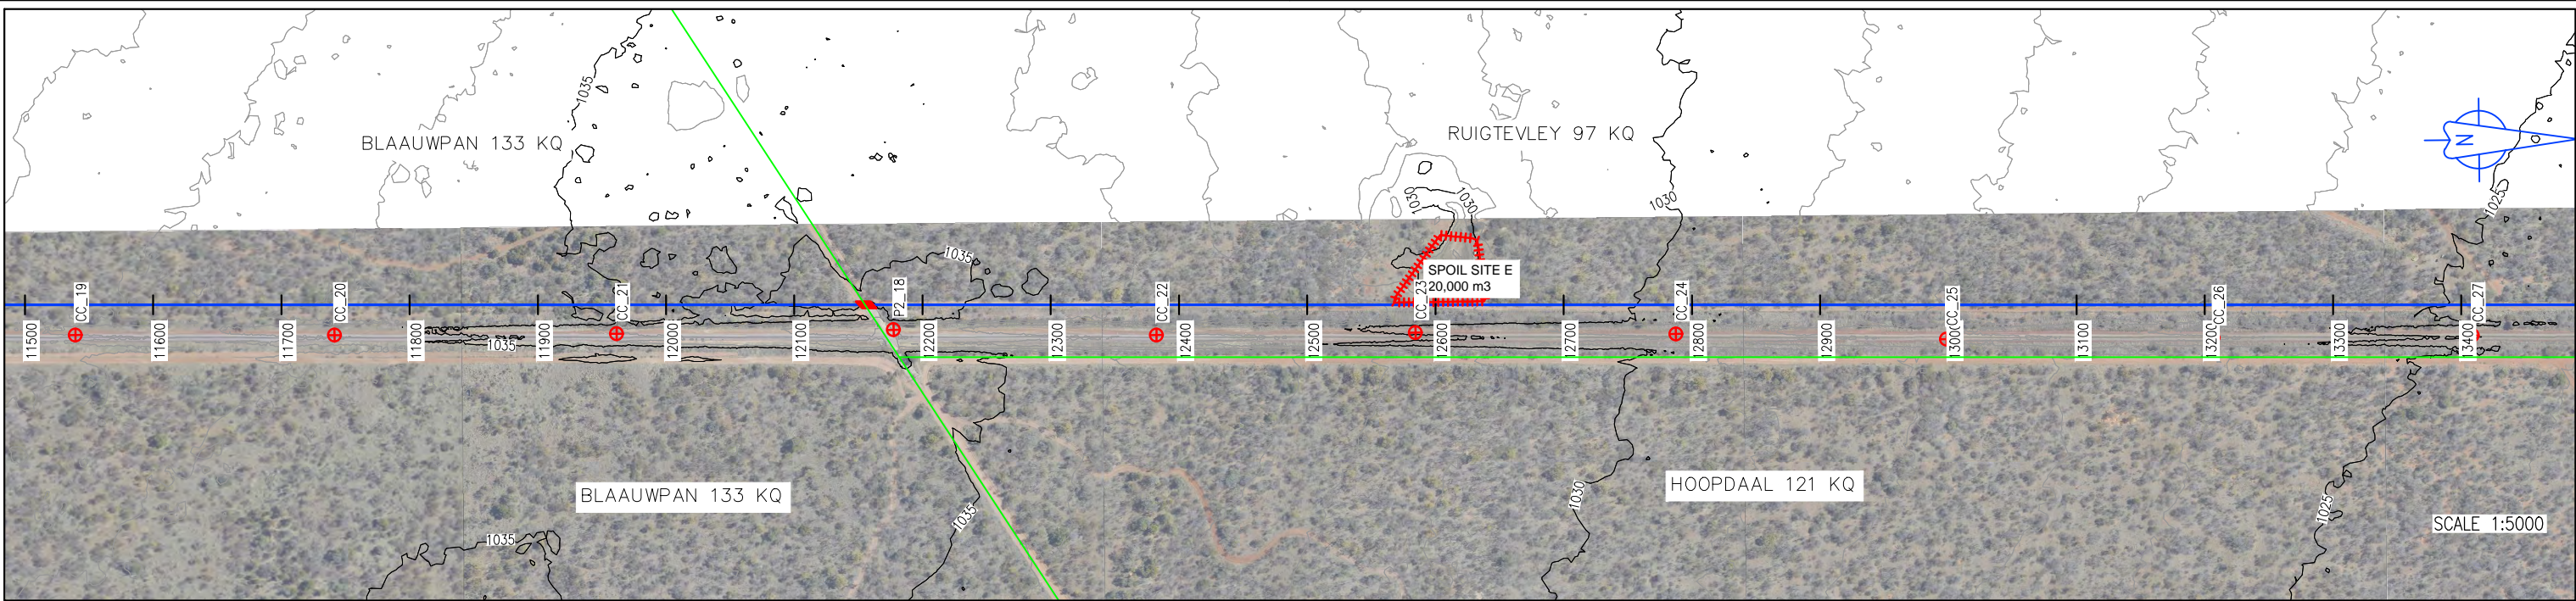 BLAAUWPAN 133 KQ
RUIGTEVLEY 97 KQ
1035
1030
1030
1030
1025
N
1035
SPOIL SITE E
20,000 m3
CC_19
CC_20
CC_21
P2_18
CC_22
CC_23
CC_24
CC_25
CC_26
CC_27
11500
11600
11700
11800
1035
11900
12000
12100
12200
12300
12400
12500
12600
12700
12800
12900
13000
13100
13200
13300
13400
BLAAUWPAN 133 KQ
HOOPDAAL 121 KQ
1035
1035
1030
1025
SCALE 1:5000